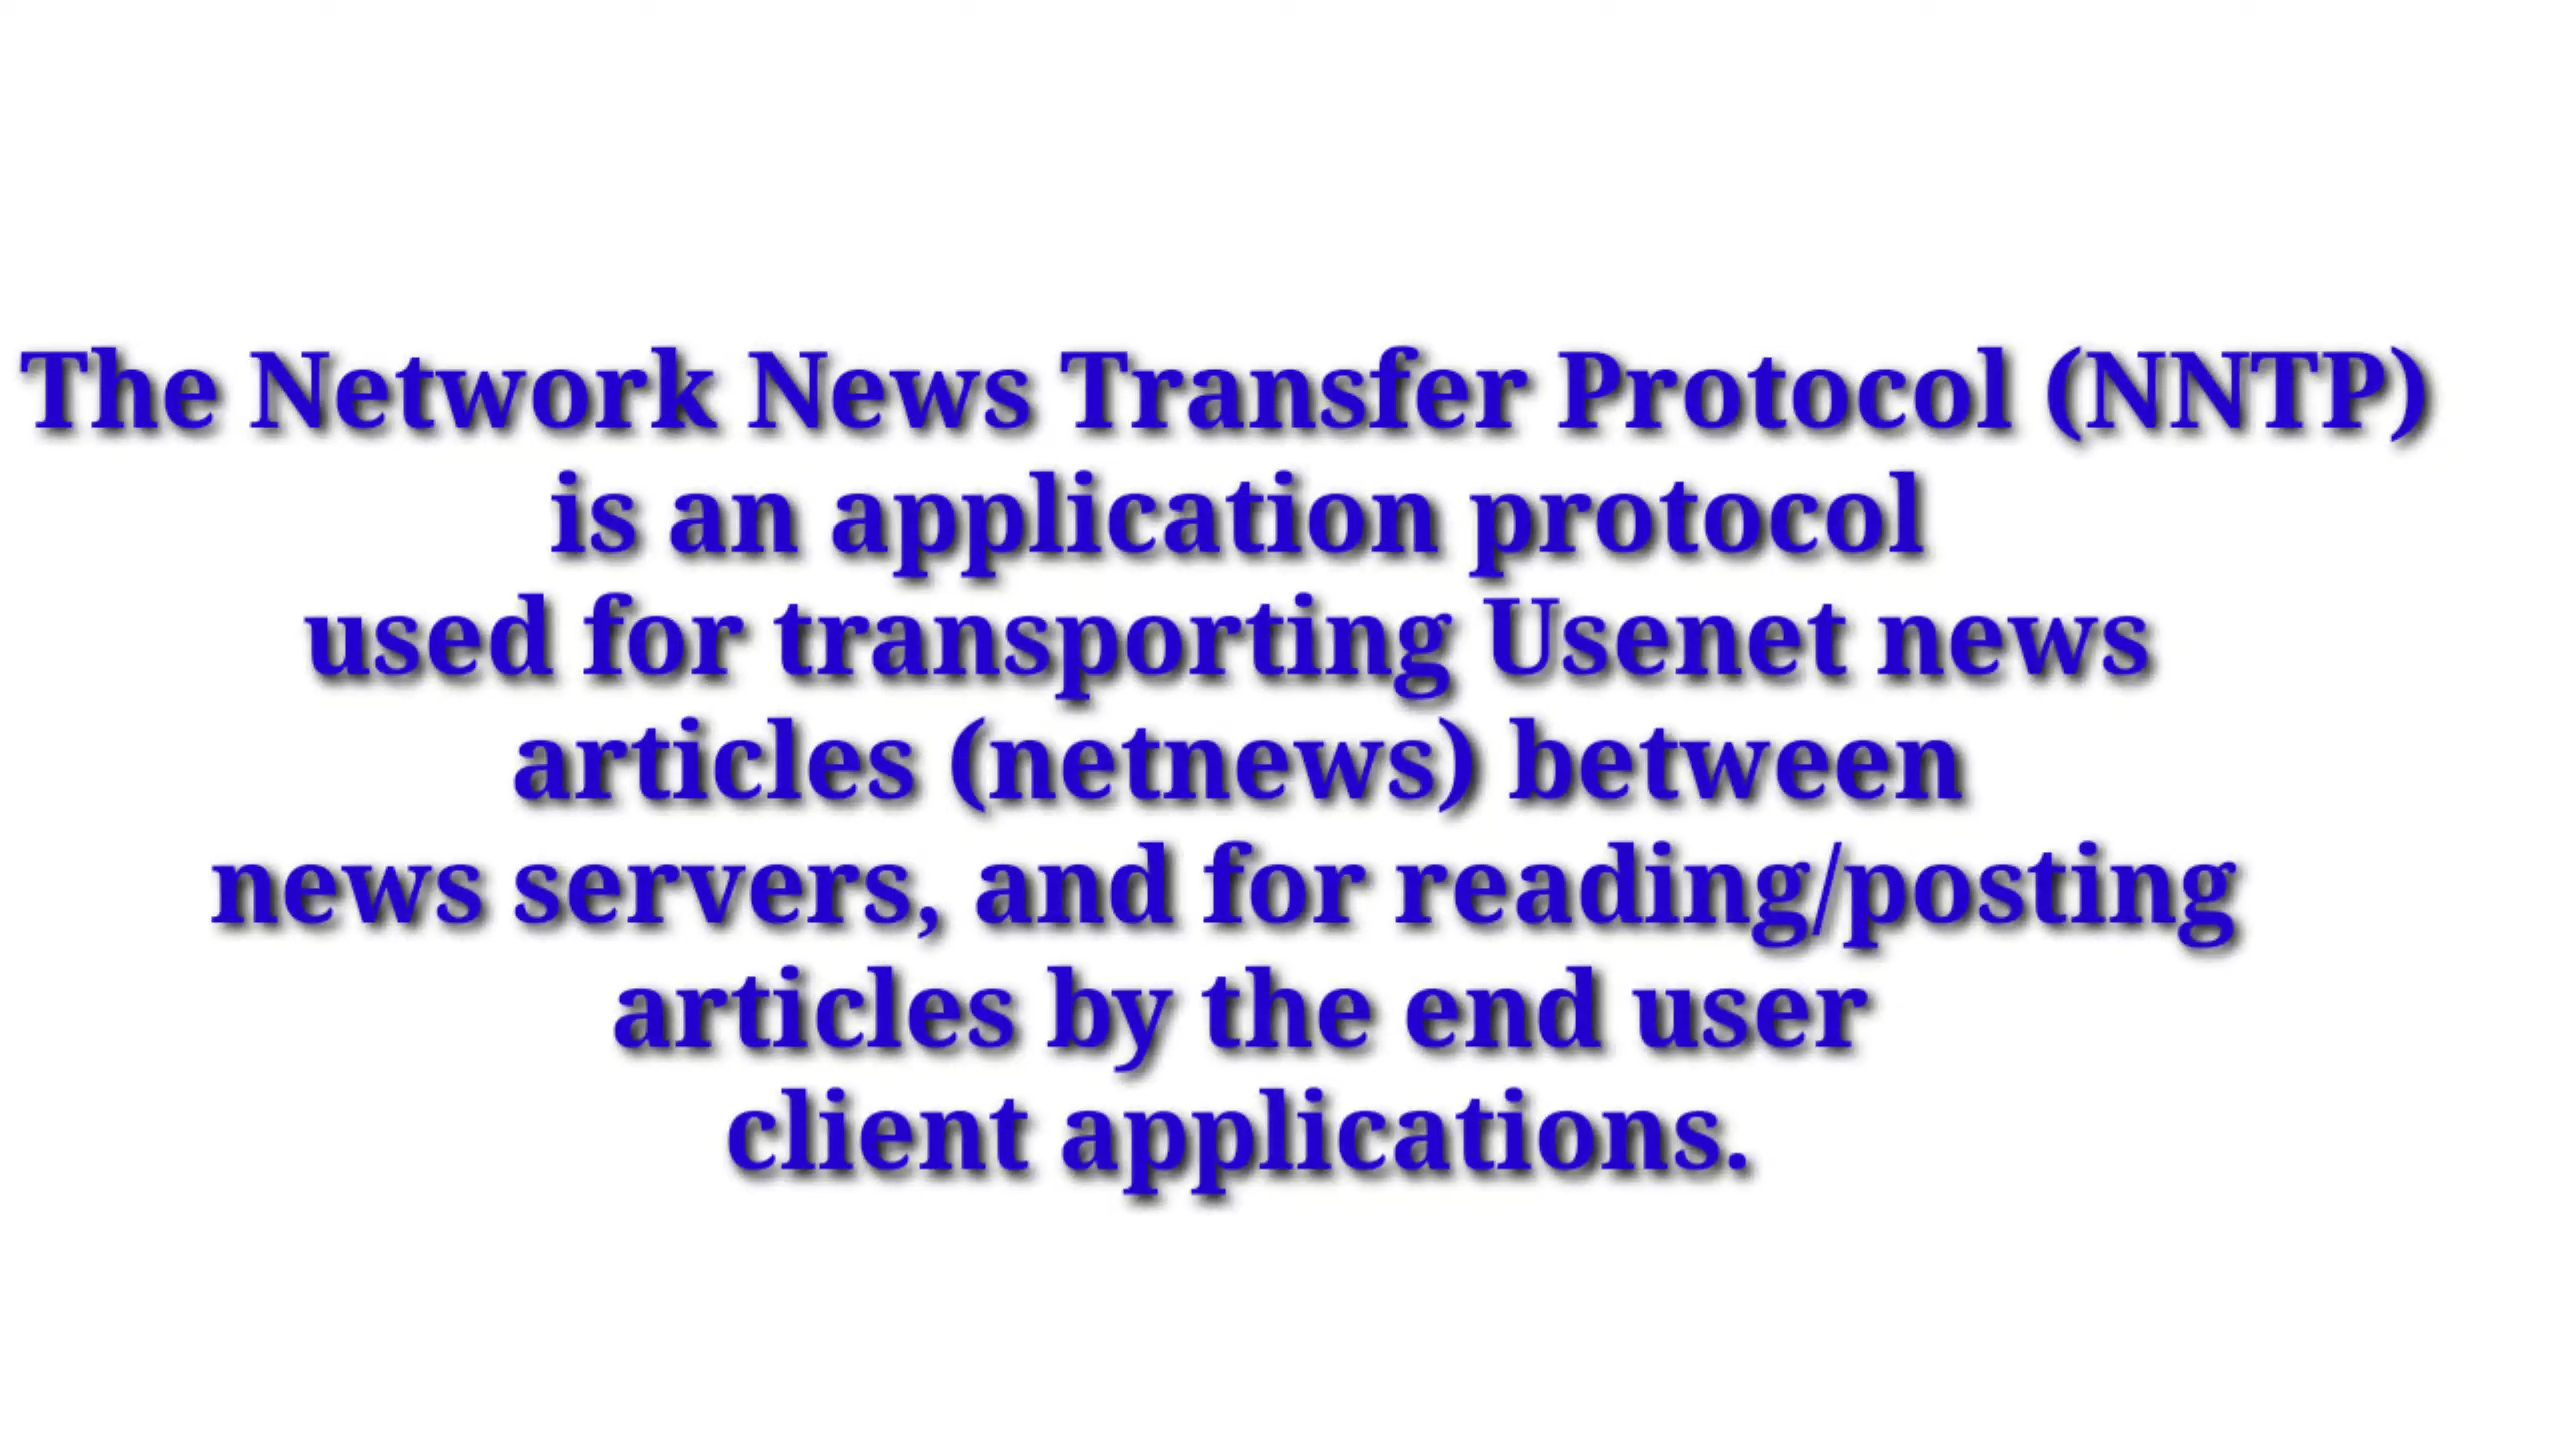 The Network News Transfer Protocol (NNTP)
is an application protocol
used for transporting Usenet news
articles (netnews) between
news servers, and for reading/posting
articles by the end user
client applications.